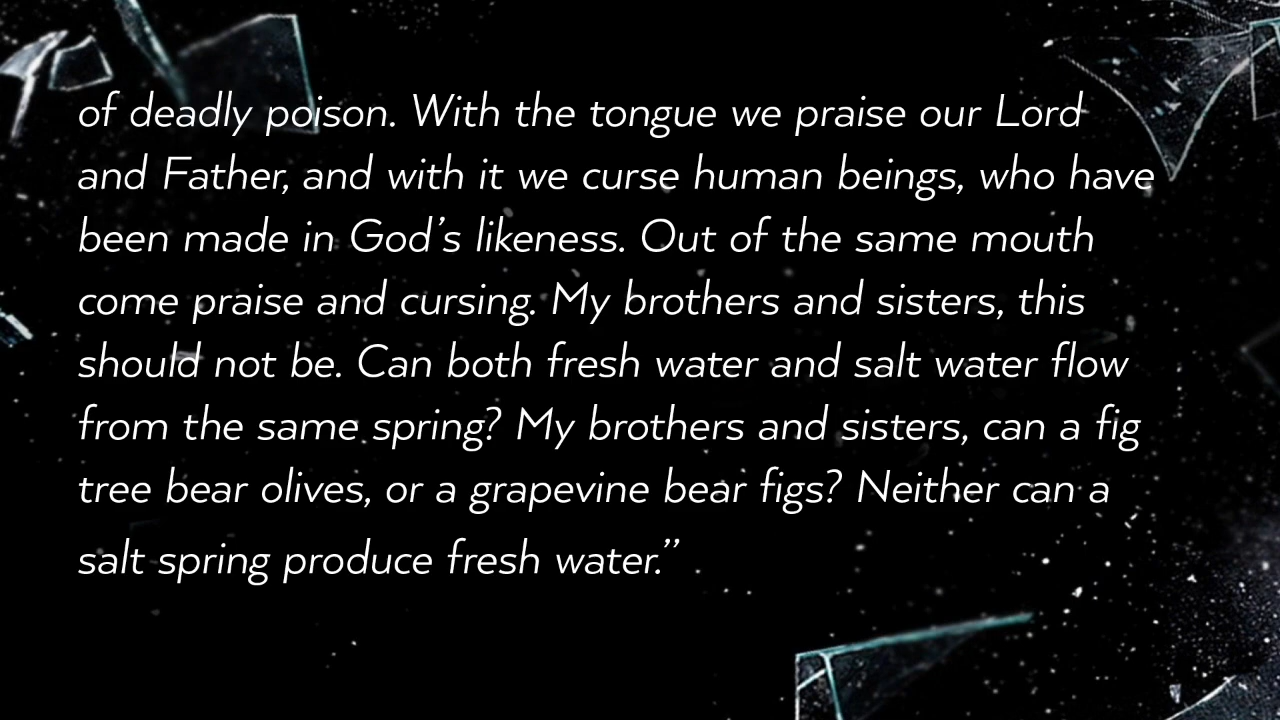 of deadly poison. With the tongue we praise our Lord
and Father, and with it we curse human beings, who have
been made in God’s likeness. Out of the same mouth
come praise and cursing. My brothers and sisters, this
should not be. Can both fresh water and salt water flow
from the same spring? My brothers and sisters, can a fig
tree bear olives, or a grapevine bear figs? Neither can a
salt spring produce fresh water.”